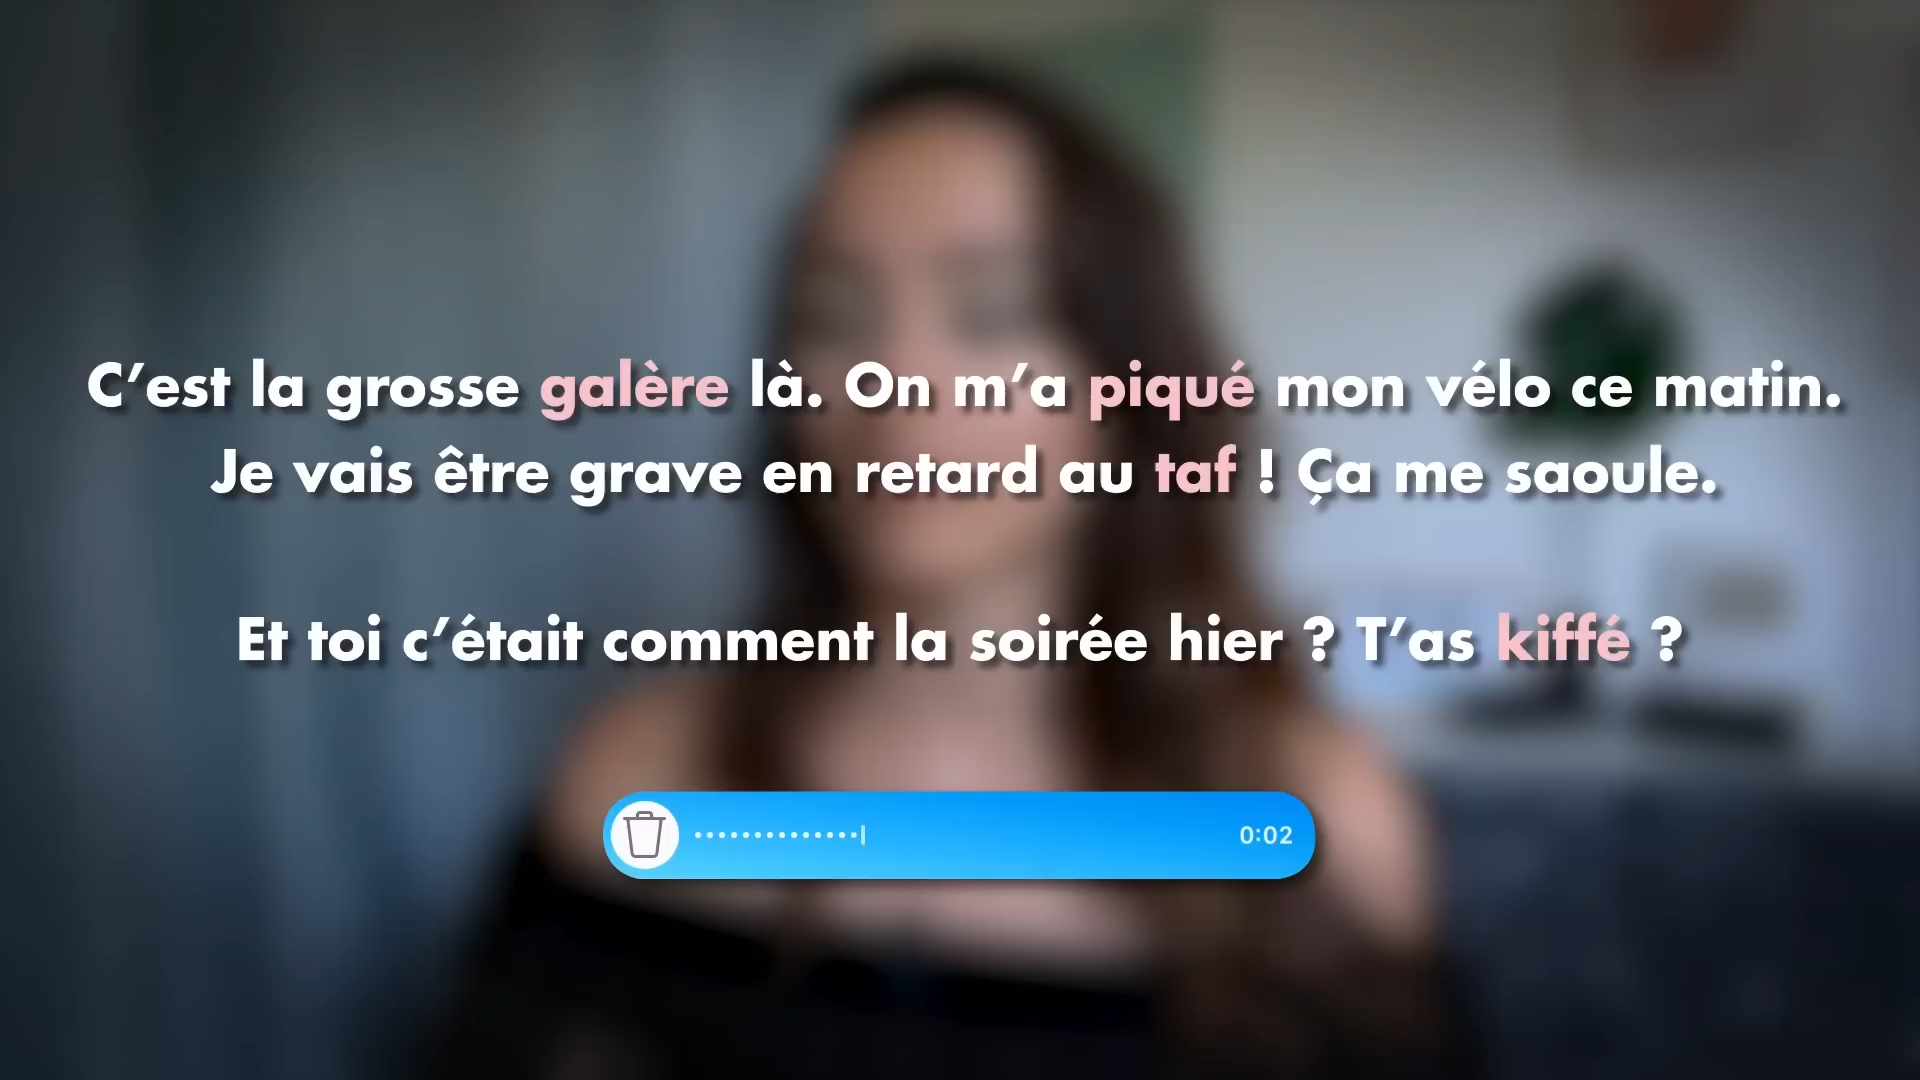 C’est la grosse galère là. On m’a piqué mon vélo ce matin.
Je vais être grave en retard au taf ! Ça me saoule.
Et toi c’était comment la soirée hier ? T’as kiffé ?
0:02